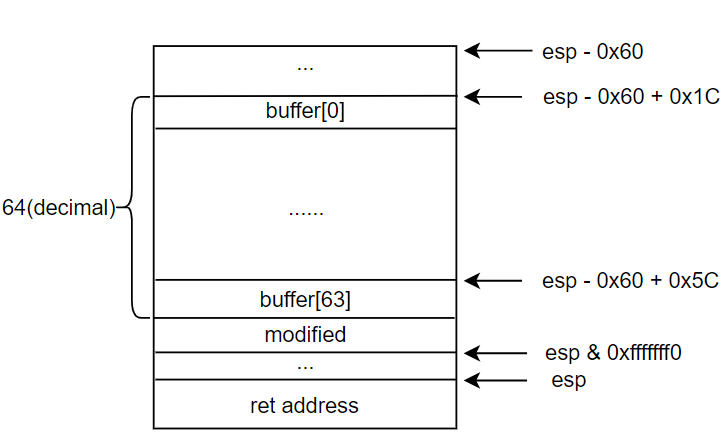 ...
esp - 0x60
esp - 0x60 + 0x1C
buffer[0]
64(decimal)
......
esp - 0x60 + 0x5C
buffer[63]
modified
esp & 0xfffffff0
...
esp
ret address